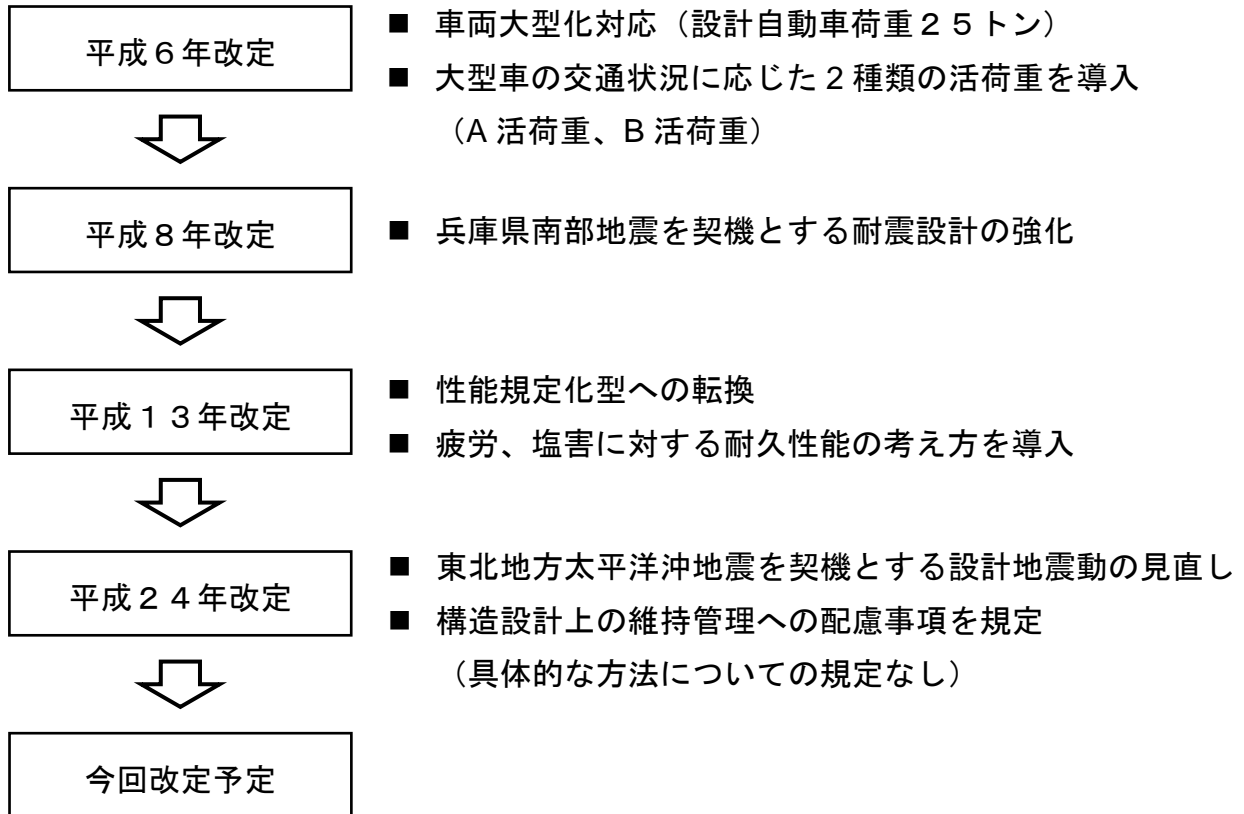 平成６年改定
■ 車両大型化対応（設計自動車荷重２５トン）
■ 大型車の交通状況に応じた２種類の活荷重を導入
（A 活荷重、B 活荷重）
平成８年改定
■ 兵庫県南部地震を契機とする耐震設計の強化
平成１３年改定
■ 性能規定化型への転換
■ 疲労、塩害に対する耐久性能の考え方を導入
平成２４年改定
■ 東北地方太平洋沖地震を契機とする設計地震動の見直し
■ 構造設計上の維持管理への配慮事項を規定
（具体的な方法についての規定なし）
今回改定予定